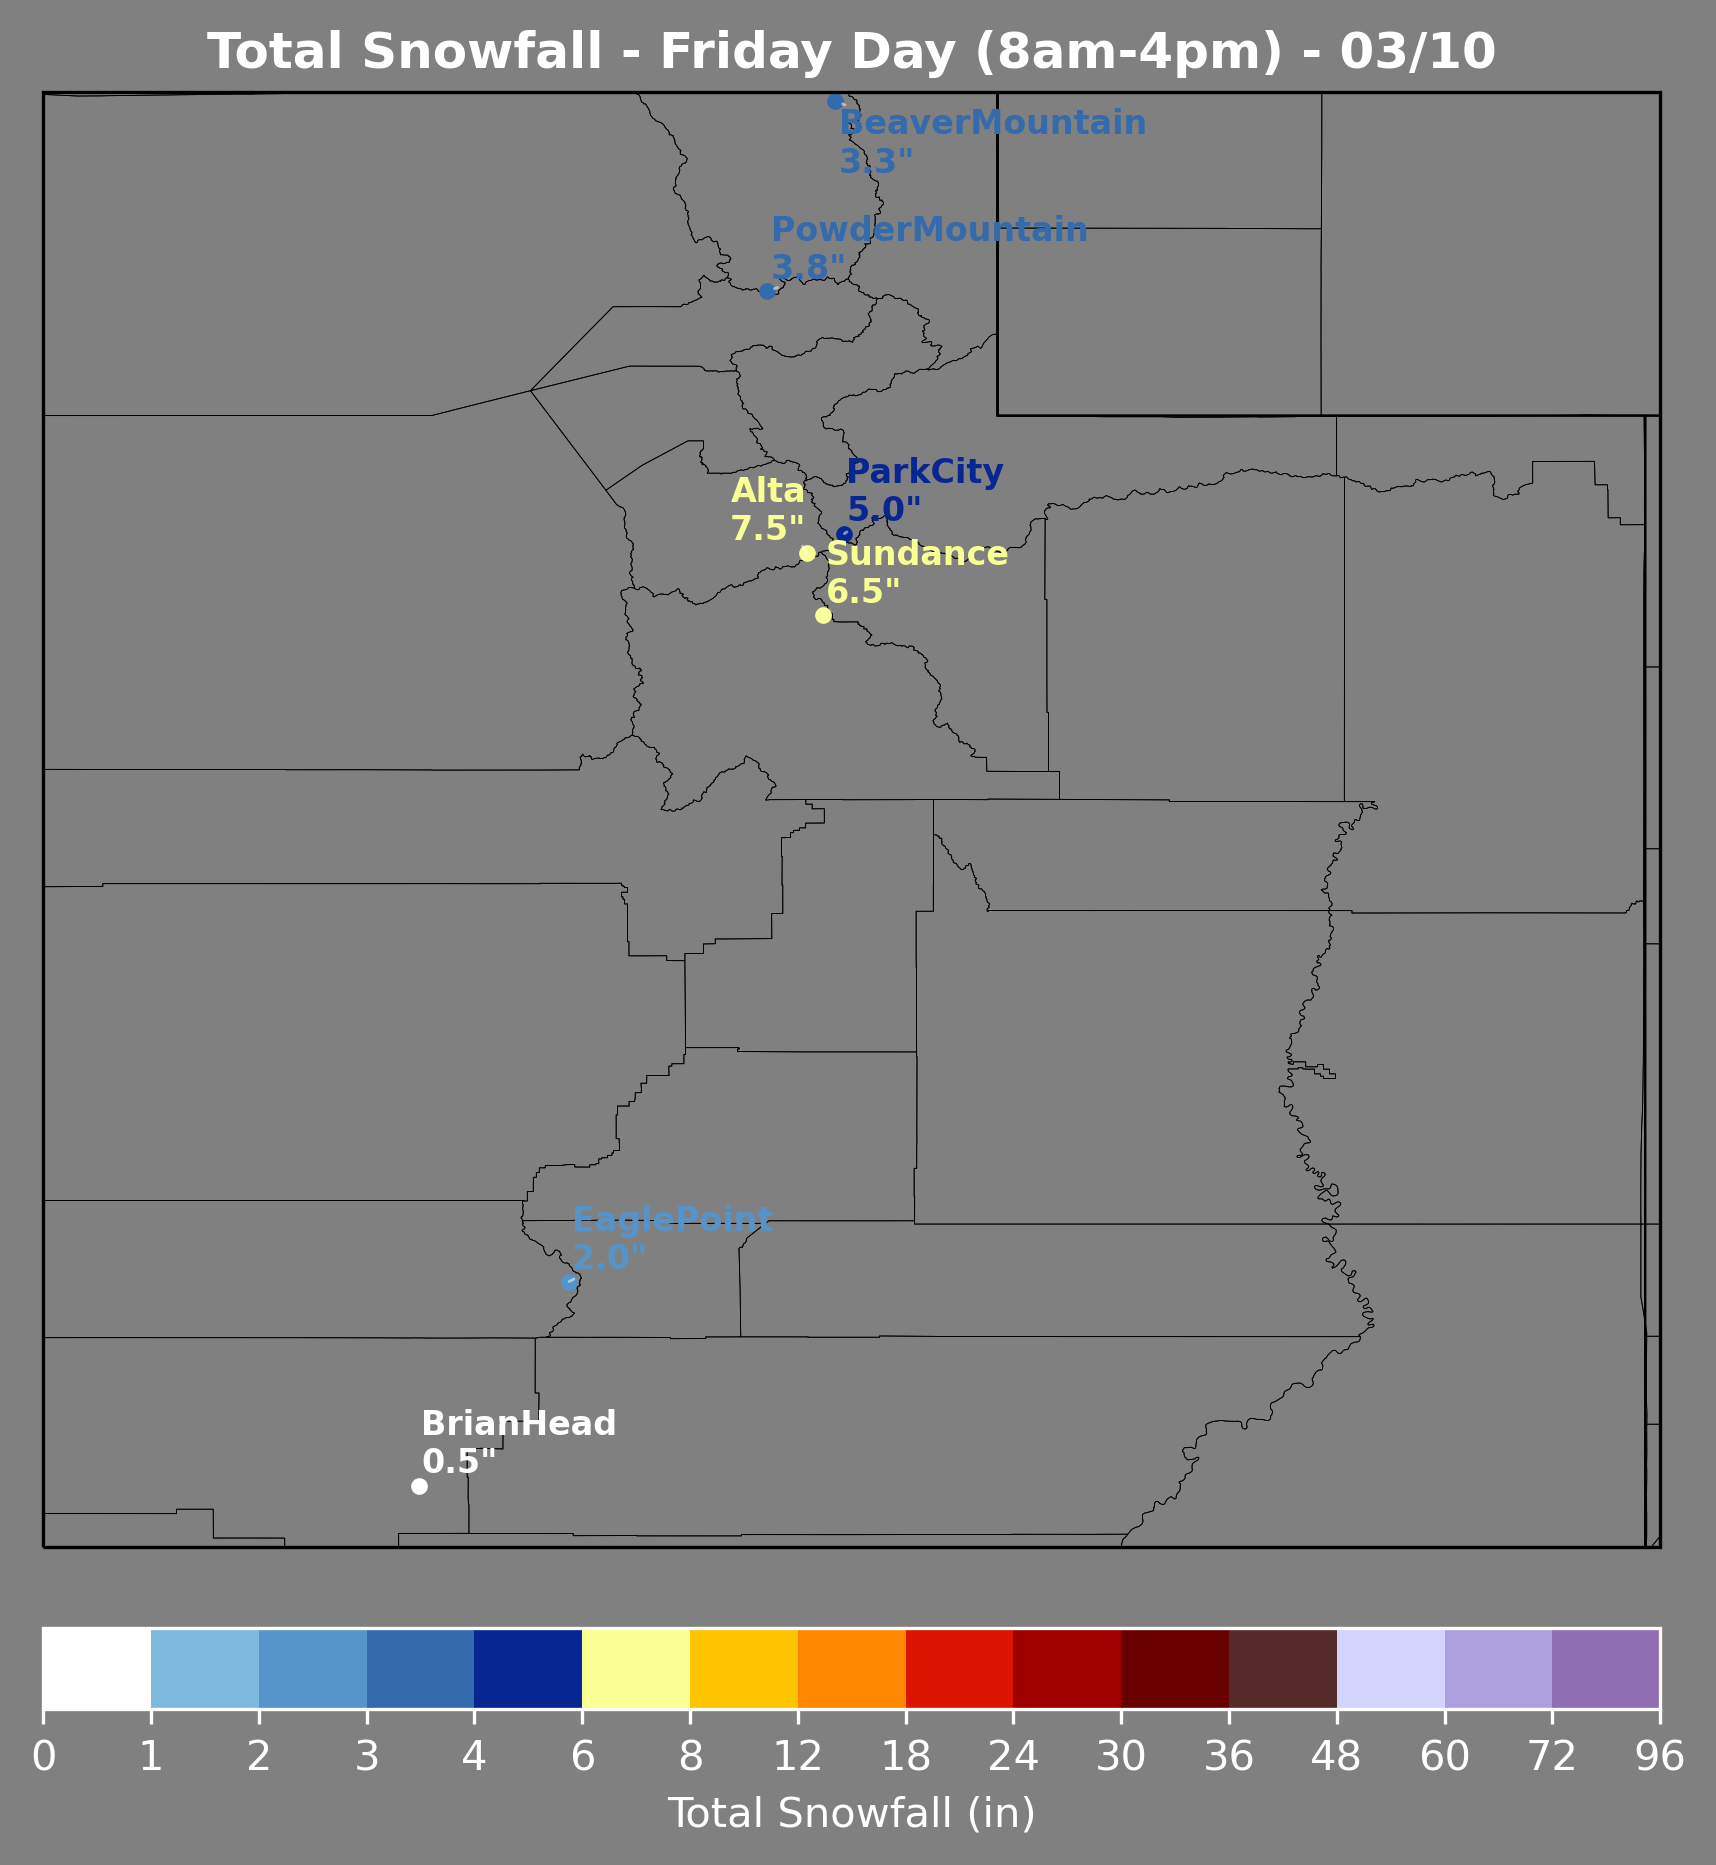 Total Snowfall - Friday Day (8am-4pm) - 03/10
BeaverMountain
3.3"
PowderMountain
3.8"
ParkCity
5.0"
Alta
7.5"
Sundance
6.5"
EaglePoint
2.0"
BrianHead
0.5"
0 1 2 3 4 6 8 12 18 24 30 36 48 60 72 96
Total Snowfall (in)